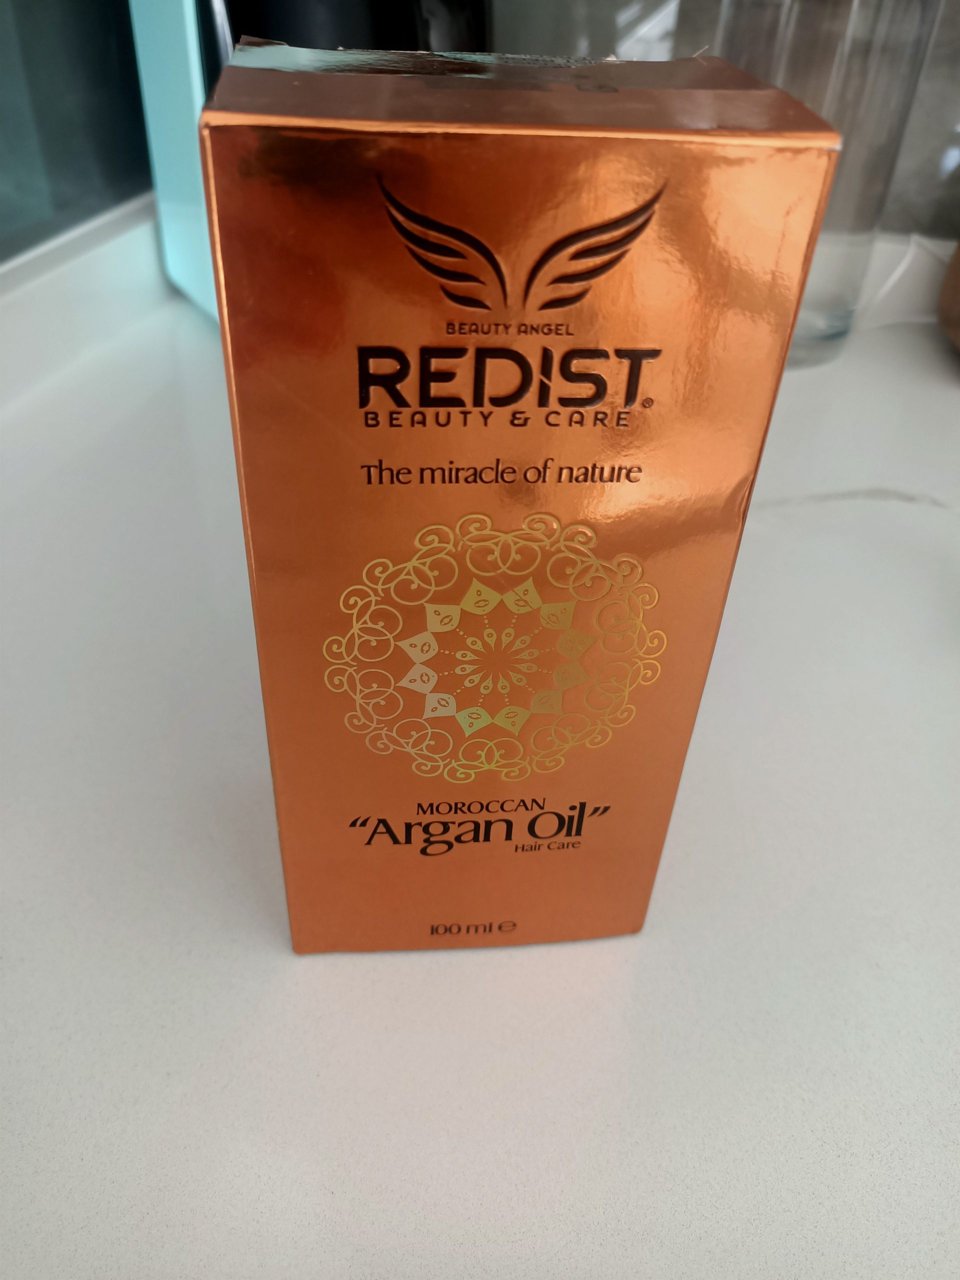 BEAUTY ANGEL
REDIST®
BEAUTY & CARE
The miracle of nature
MOROCCAN
“Argan Oil”
Hair Care
100 ml ℮